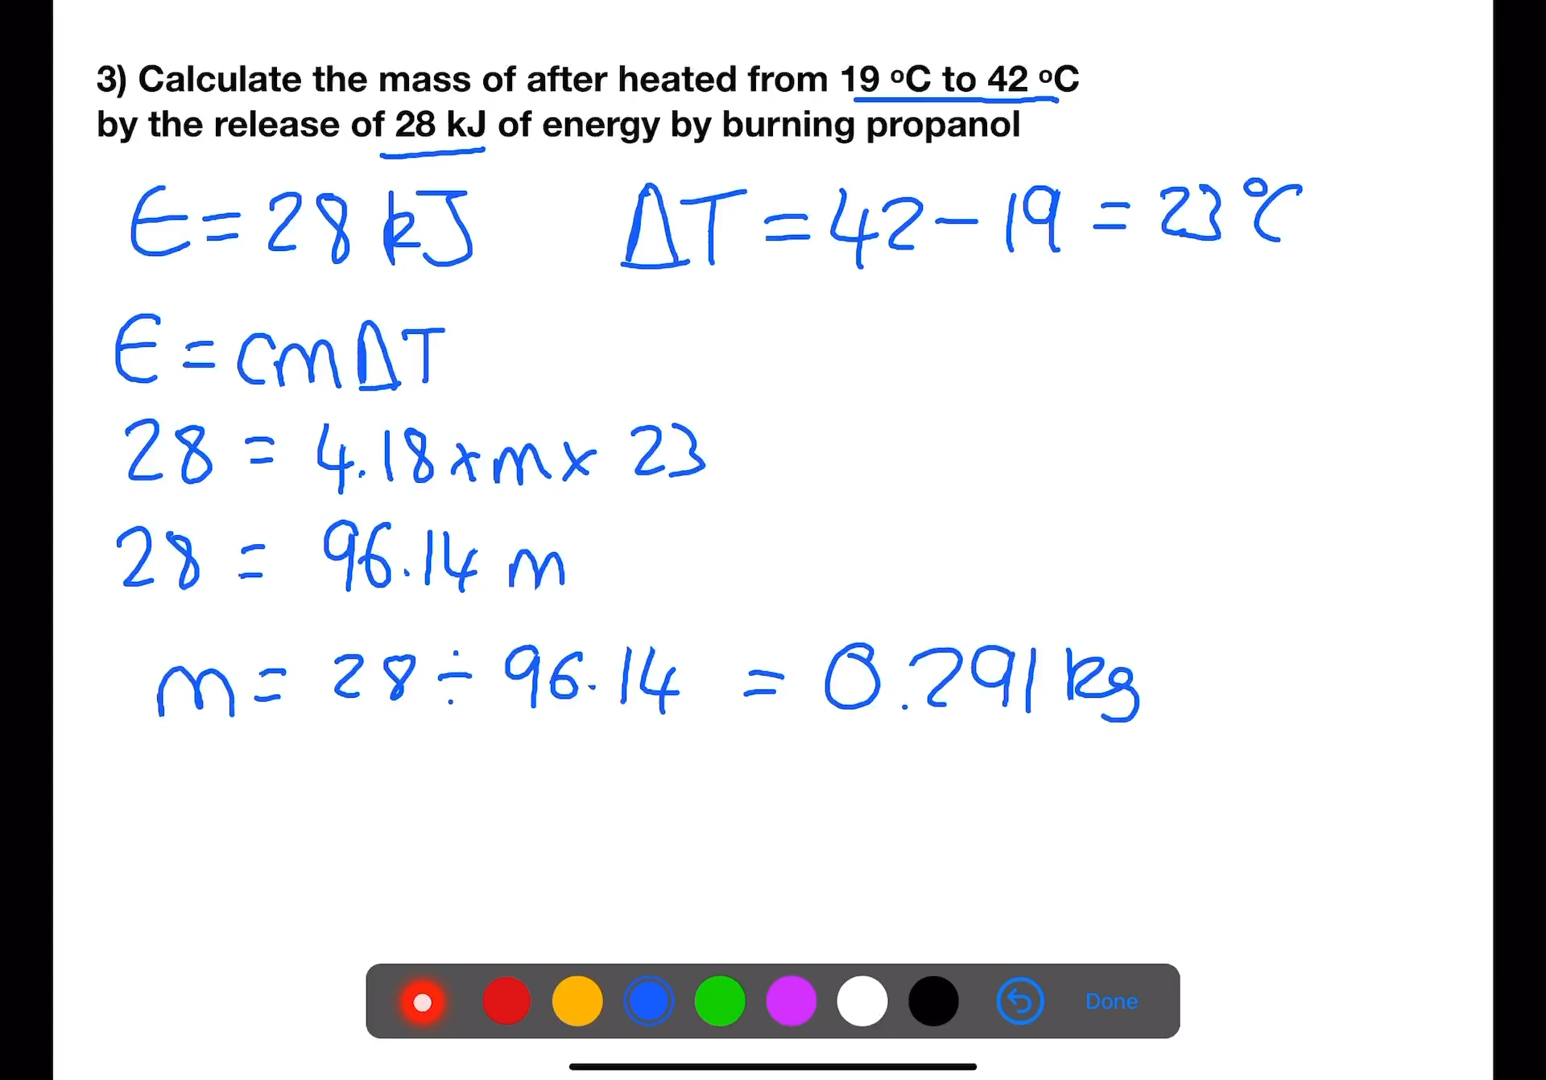 3) Calculate the mass of after heated from 19 ºC to 42 ºC
by the release of 28 kJ of energy by burning propanol
E = 28 kJ ΔT = 42 - 19 = 23 °C
E = cmΔT
28 = 4.18 x m x 23
28 = 96.14 m
m = 28 ÷ 96.14 = 0.291 kg
Done